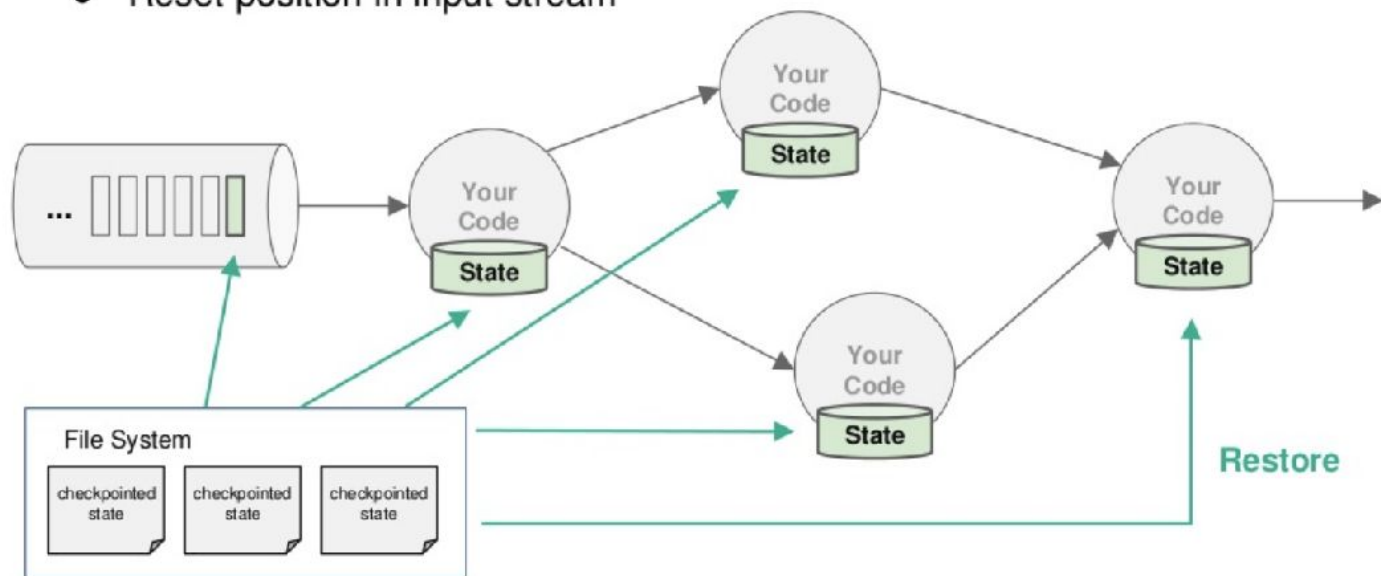 Reset position in input stream
Your
Code
State
...
Your
Code
State
Your
Code
State
Your
Code
State
File System
checkpointed
state
checkpointed
state
checkpointed
state
Restore